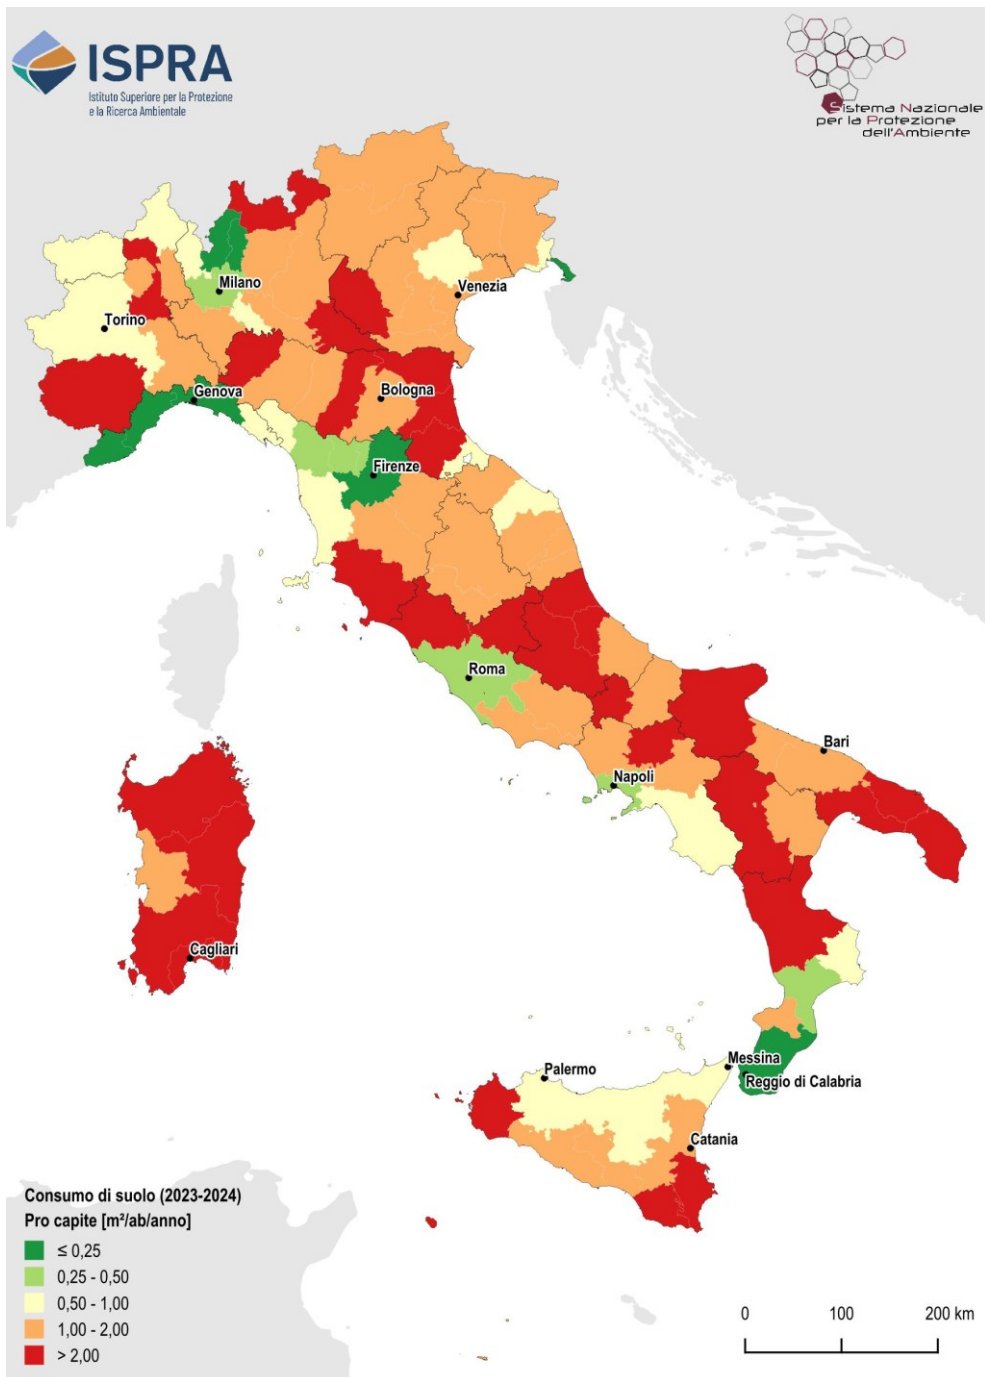 ISPRA
Istituto Superiore per la Protezione
e la Ricerca Ambientale
Sistema Nazionale
per la Protezione
dell'Ambiente
Milano
Venezia
Torino
Genova
Bologna
Firenze
Roma
Bari
Napoli
Cagliari
Messina
Palermo
Reggio di Calabria
Catania
Consumo di suolo (2023-2024)
Pro capite [m²/ab/anno]
≤ 0,25
0,25 - 0,50
0,50 - 1,00
1,00 - 2,00
> 2,00
0 100 200 km